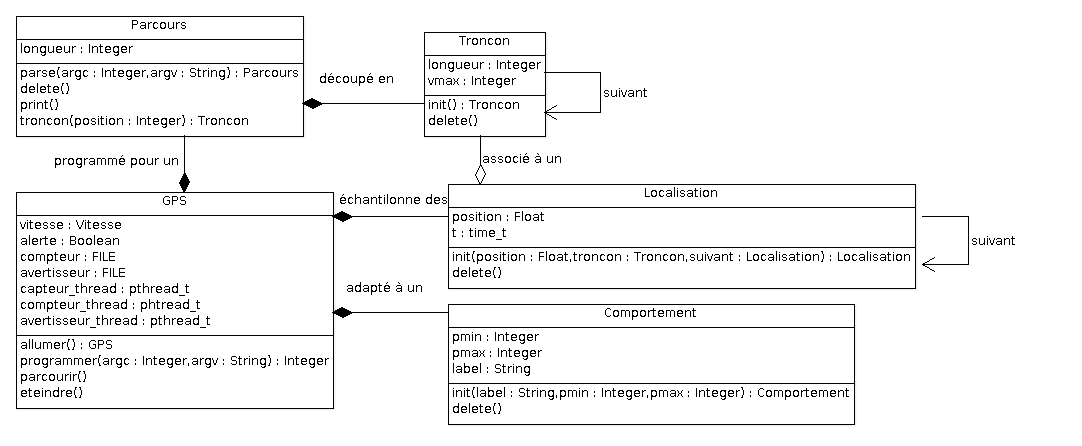 Parcours
longueur : Integer
parse(argc : Integer,argv : String) : Parcours
delete()
print()
troncon(position : Integer) : Troncon
découpé en
Troncon
longueur : Integer
vmax : Integer
init() : Troncon
delete()
suivant
programmé pour un
associé à un
GPS
vitesse : Vitesse
alerte : Boolean
compteur : FILE
avertisseur : FILE
capteur_thread : pthread_t
compteur_thread : phtread_t
avertisseur_thread : pthread_t
allumer() : GPS
programmer(argc : Integer,argv : String) : Integer
parcourir()
eteindre()
échantilonne des
Localisation
position : Float
t : time_t
init(position : Float,troncon : Troncon,suivant : Localisation) : Localisation
delete()
suivant
adapté à un
Comportement
pmin : Integer
pmax : Integer
label : String
init(label : String,pmin : Integer,pmax : Integer) : Comportement
delete()